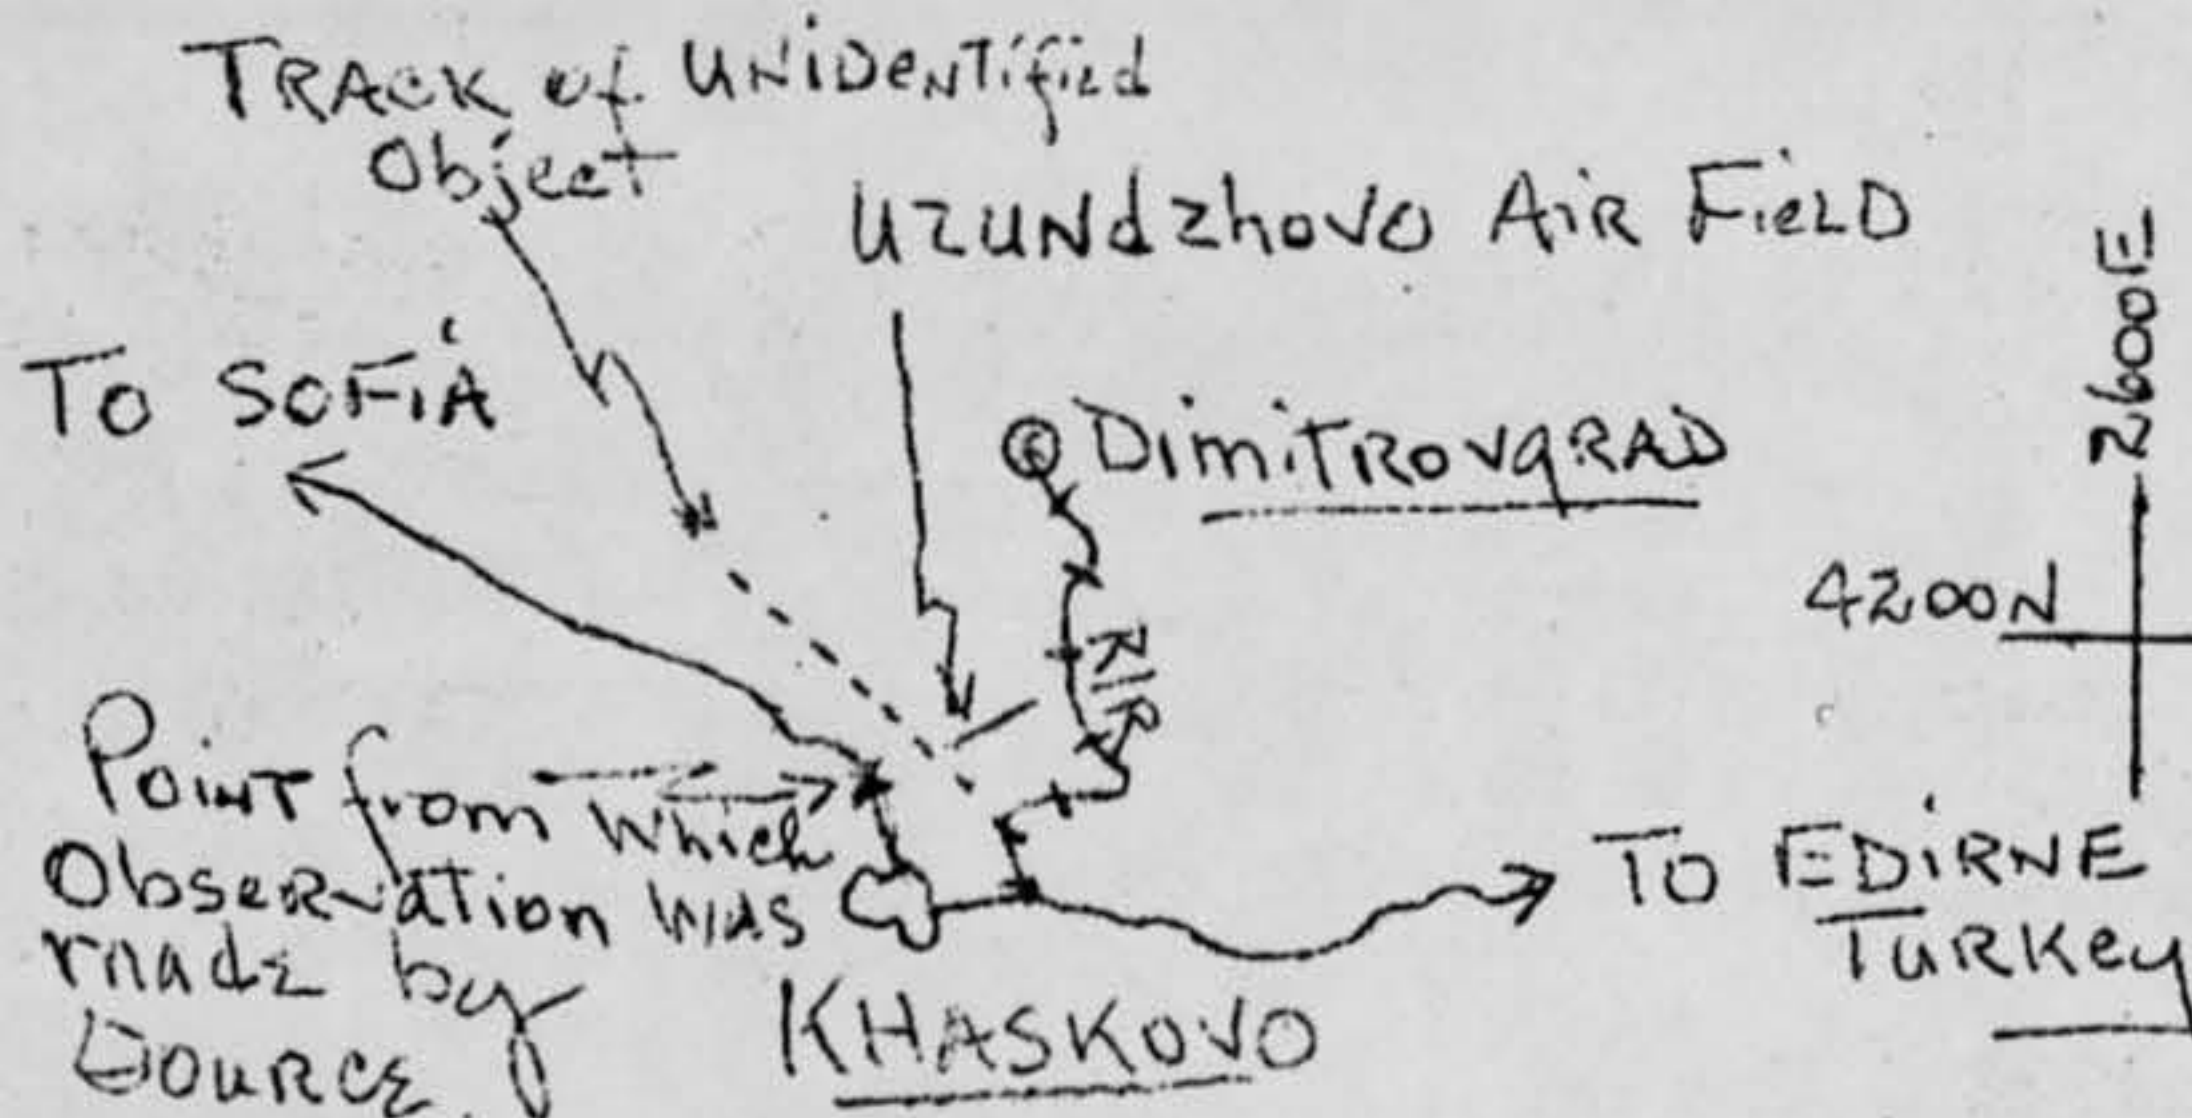 TRACK of UNIDENTIFIED
Object
UZUNDZHOVO AIR FIELD
TO SOFIA
DIMITROVGRAD
2600E
4200N
R/R
POINT from which
OBSERVATION WAS
made by
SOURCE.
TO EDIRNE
TURKEY
KHASKOVO